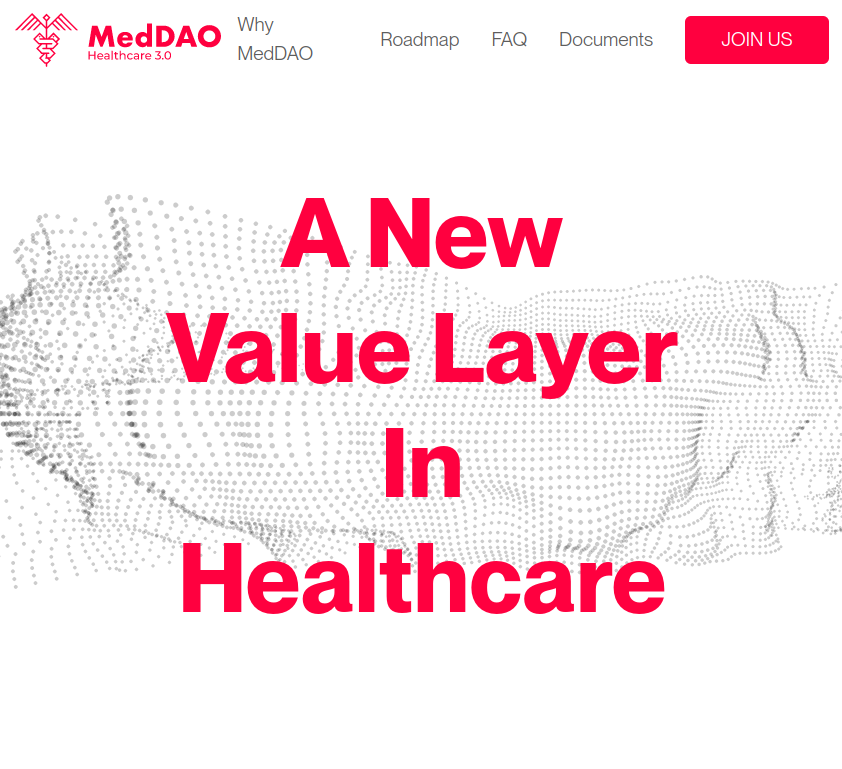 MedDAO
Healthcare 3.0
Why
MedDAO
Roadmap
FAQ
Documents
JOIN US
A New
Value Layer
In
Healthcare